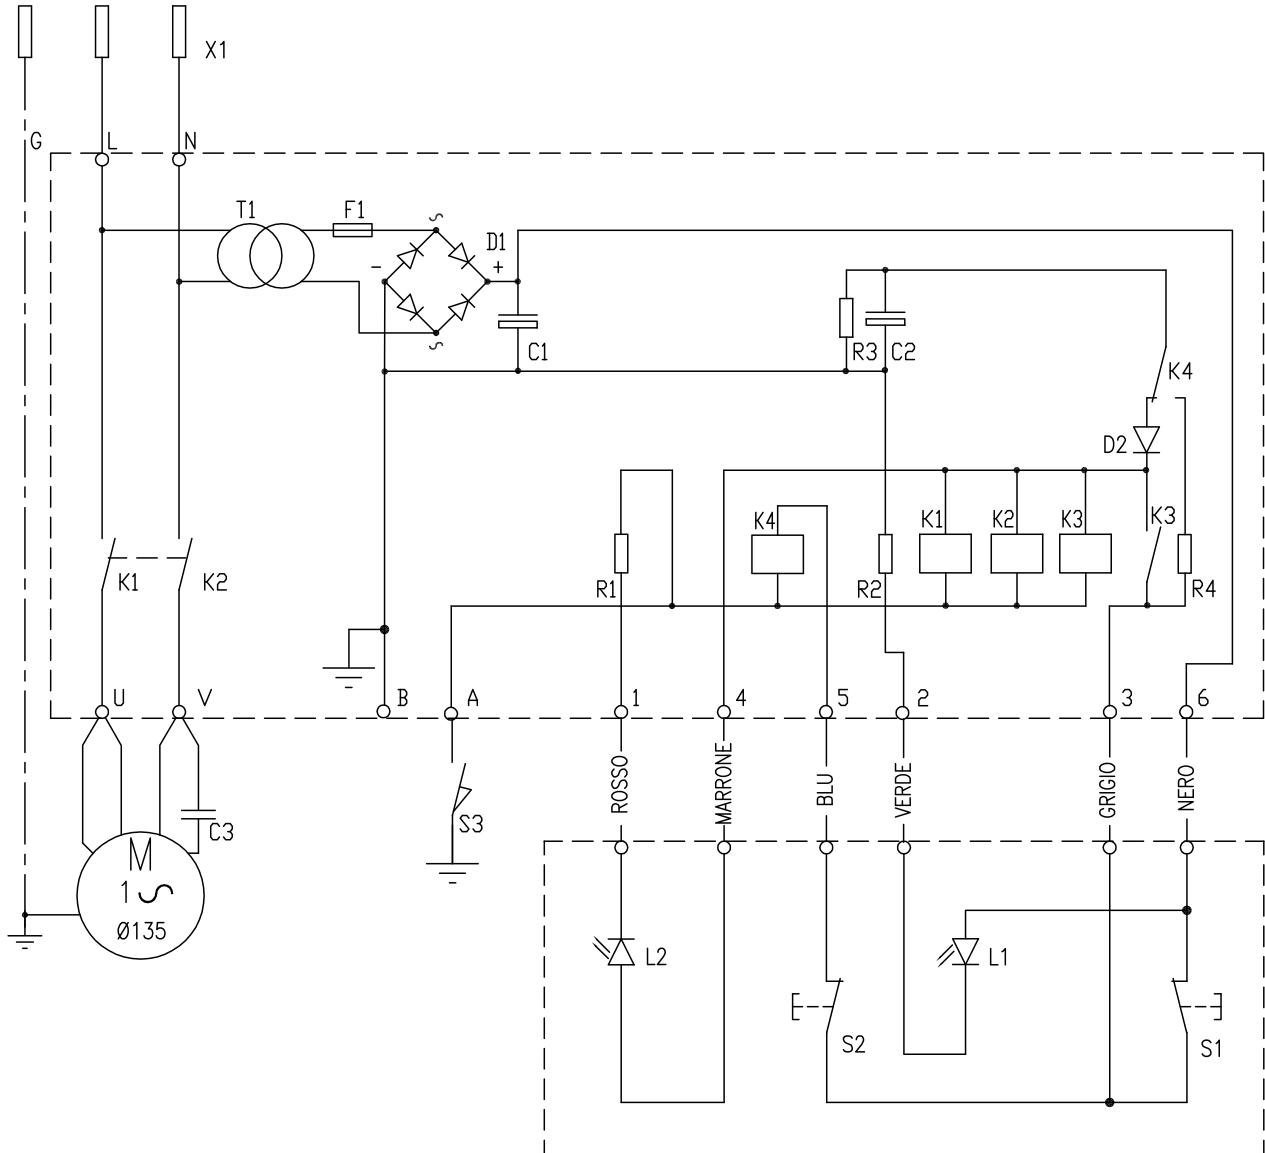 X1
G
L
N
T1
F1
D1
-
+
C1
R3
C2
K4
D2
K4
K1
K2
K3
K3
K1
K2
R1
R2
R4
U
V
B
A
1
4
5
2
3
6
ROSSO
MARRONE
BLU
VERDE
GRIGIO
NERO
S3
C3
M
1
Ø135
L2
L1
S2
S1